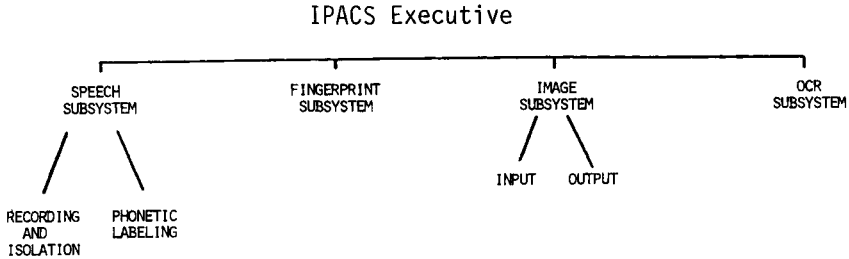 IPACS Executive
SPEECH
SUBSYSTEM
FINGERPRINT
SUBSYSTEM
IMAGE
SUBSYSTEM
OCR
SUBSYSTEM
INPUT
OUTPUT
RECORDING
AND
ISOLATION
PHONETIC
LABELING